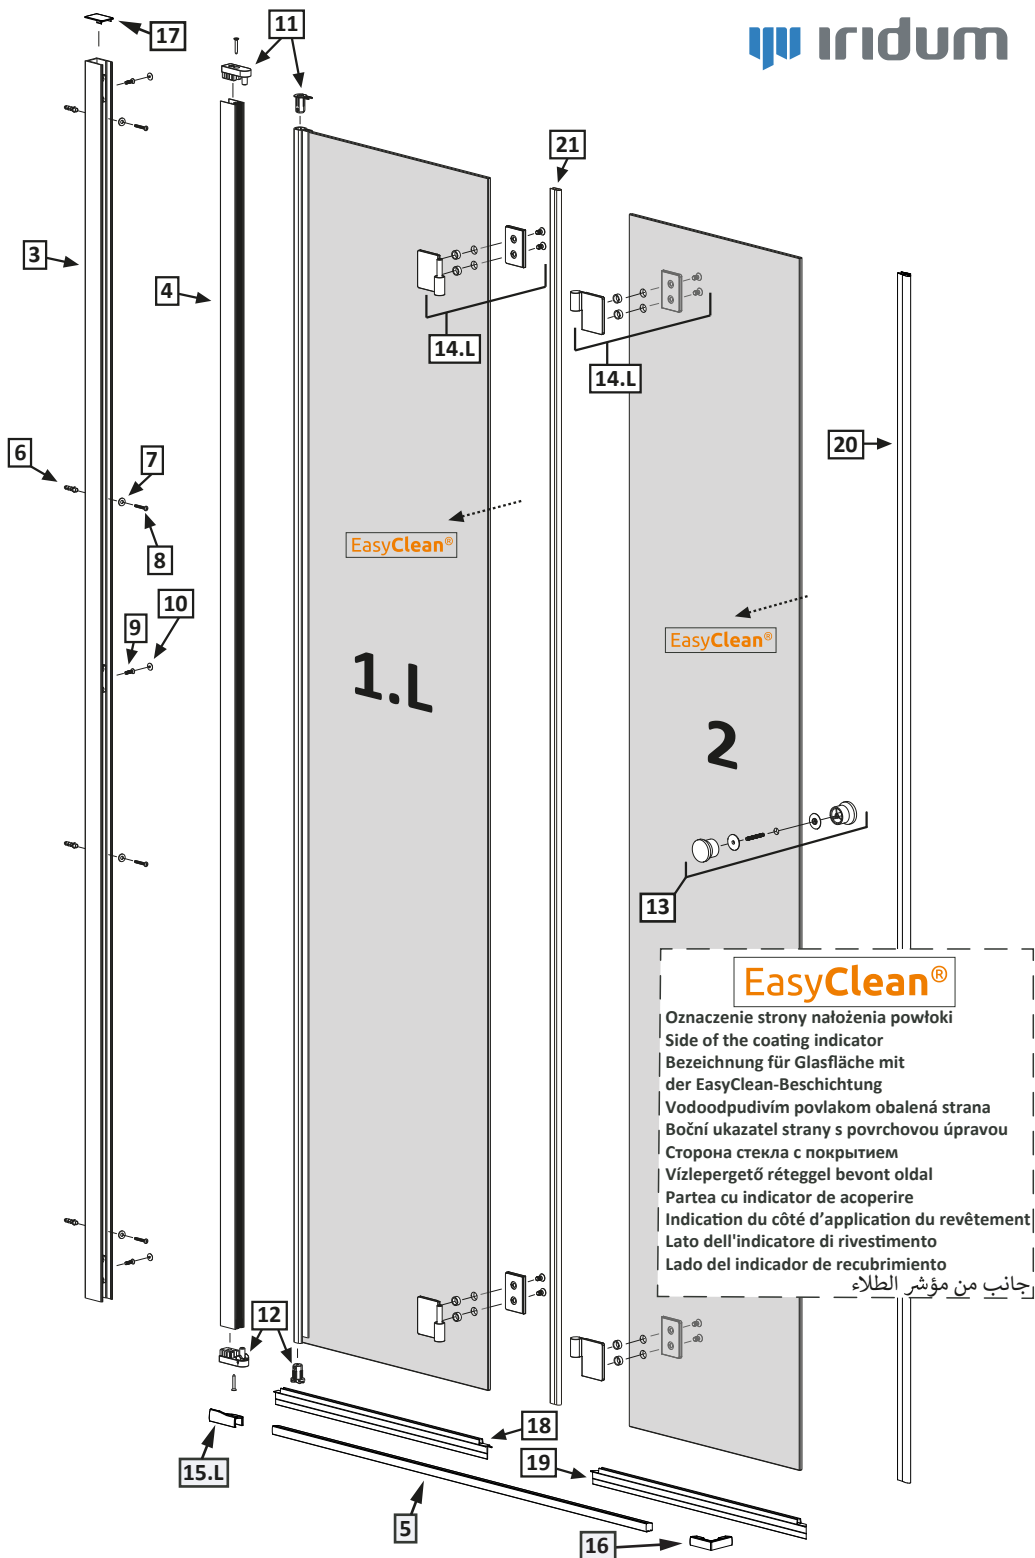 17
11
iridum
21
3
4
14.L
14.L
6
7
20
8
EasyClean®
10
9
EasyClean®
1.L
2
13
EasyClean®
Oznaczenie strony nałożenia powłoki
Side of the coating indicator
Bezeichnung für Glasfläche mit
der EasyClean-Beschichtung
Vodoodpudivím povlakom obalená strana
Boční ukazatel strany s povrchovou úpravou
Сторона стекла с покрытием
Vízlepergető réteggel bevont oldal
Partea cu indicator de acoperire
Indication du côté d’application du revêtement
Lato dell'indicatore di rivestimento
Lado del indicador de recubrimiento
جانب من مؤشر الطلاء
12
18
19
15.L
5
16